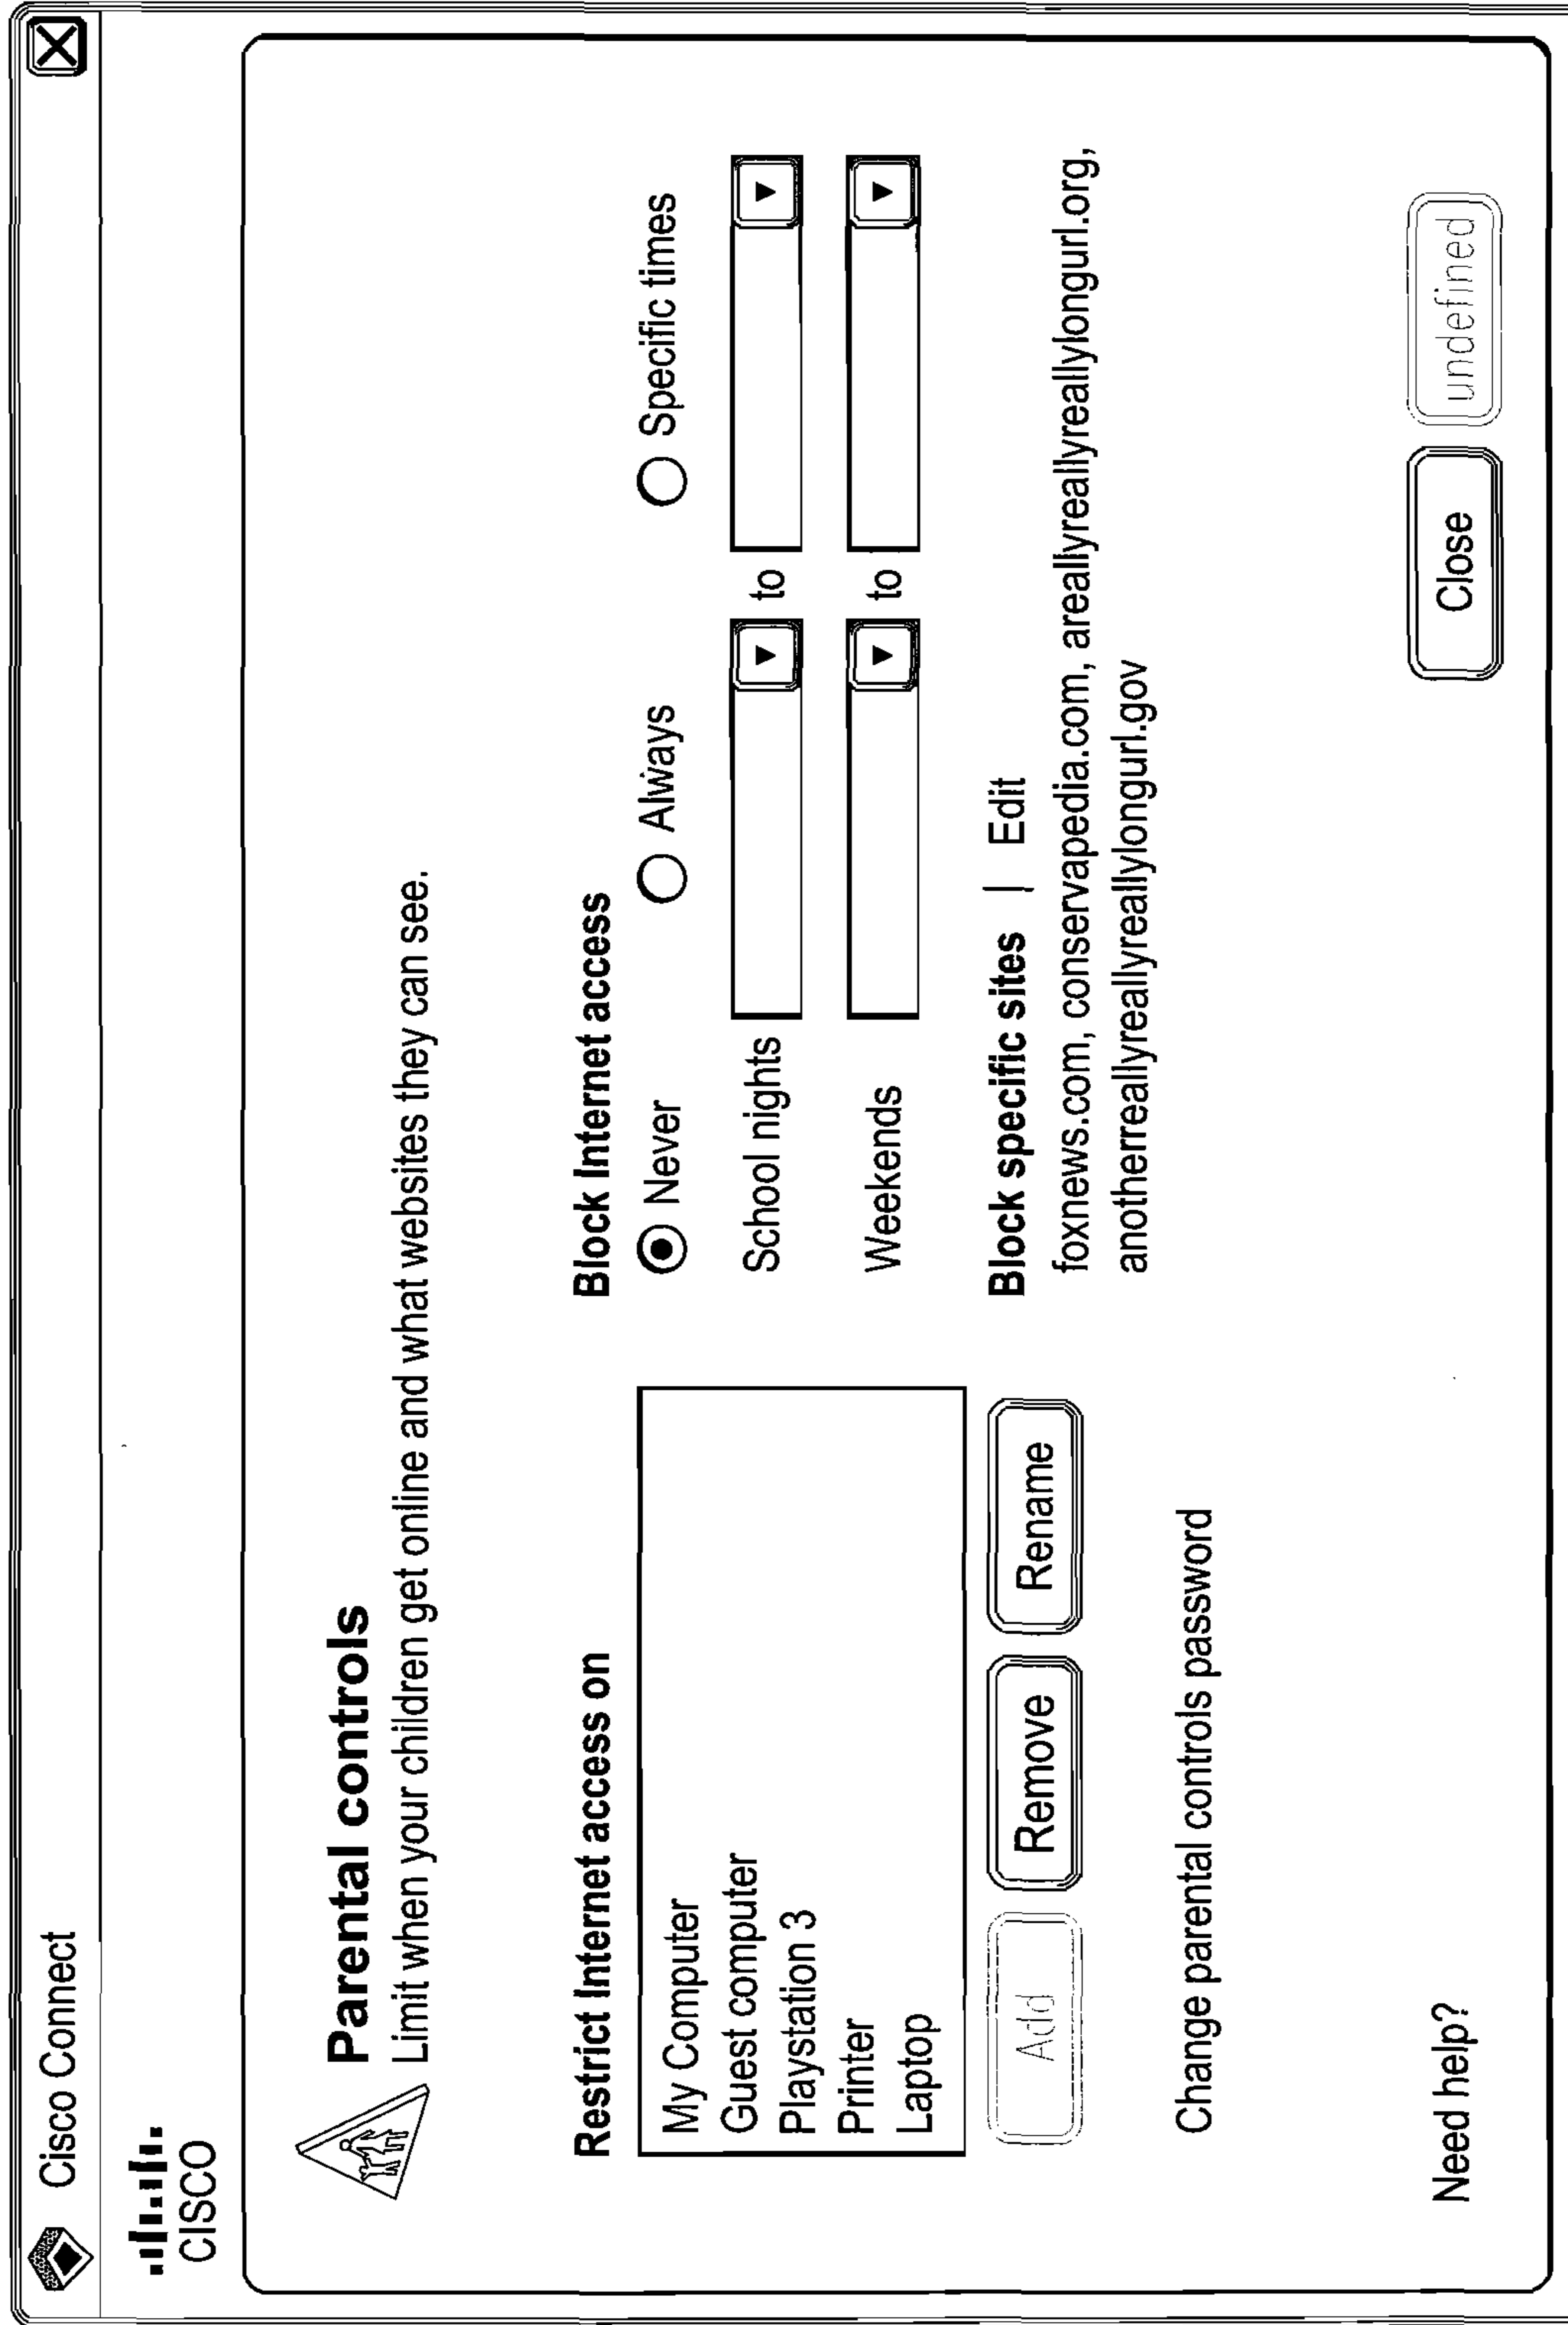 Cisco Connect
CISCO
Parental controls
Limit when your children get online and what websites they can see.
Restrict Internet access on
My Computer
Guest computer
Playstation 3
Printer
Laptop
Add Remove Rename
Change parental controls password
Block Internet access
Never Always Specific times
School nights to
Weekends to
Block specific sites | Edit
foxnews.com, conservapedia.com, areallyreallyreallyreallylongurl.org,
anotherreallyreallyreallyreallylongurl.gov
Need help?
Close undefined